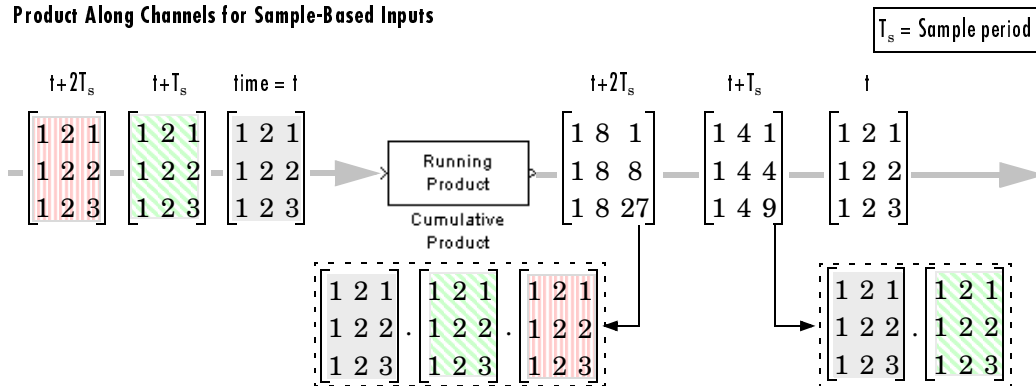 Product Along Channels for Sample-Based Inputs
Ts = Sample period
t+2Ts t+Ts time = t t+2Ts t+Ts t
1 2 1 1 2 1 1 2 1 1 8 1 1 4 1 1 2 1
1 2 2 1 2 2 1 2 2 1 8 8 1 4 4 1 2 2
1 2 3 1 2 3 1 2 3 1 8 27 1 4 9 1 2 3
Running
Product
Cumulative
Product
1 2 1 1 2 1 1 2 1 1 2 1 1 2 1
1 2 2 . 1 2 2 . 1 2 2 1 2 2 . 1 2 2
1 2 3 1 2 3 1 2 3 1 2 3 1 2 3